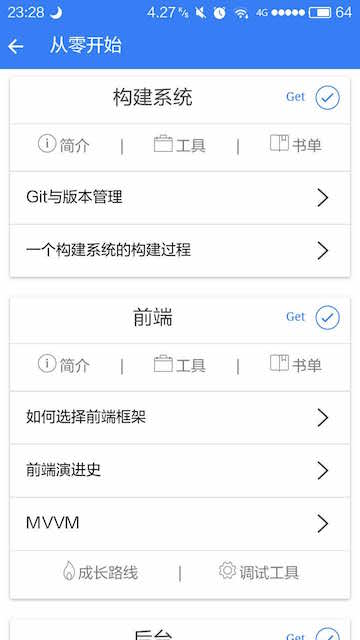 23:28 4.27 K/s 4G 64
从零开始
构建系统 Get
简介 | 工具 | 书单
Git与版本管理
一个构建系统的构建过程
前端 Get
简介 | 工具 | 书单
如何选择前端框架
前端演进史
MVVM
成长路线 | 调试工具
后台 Get